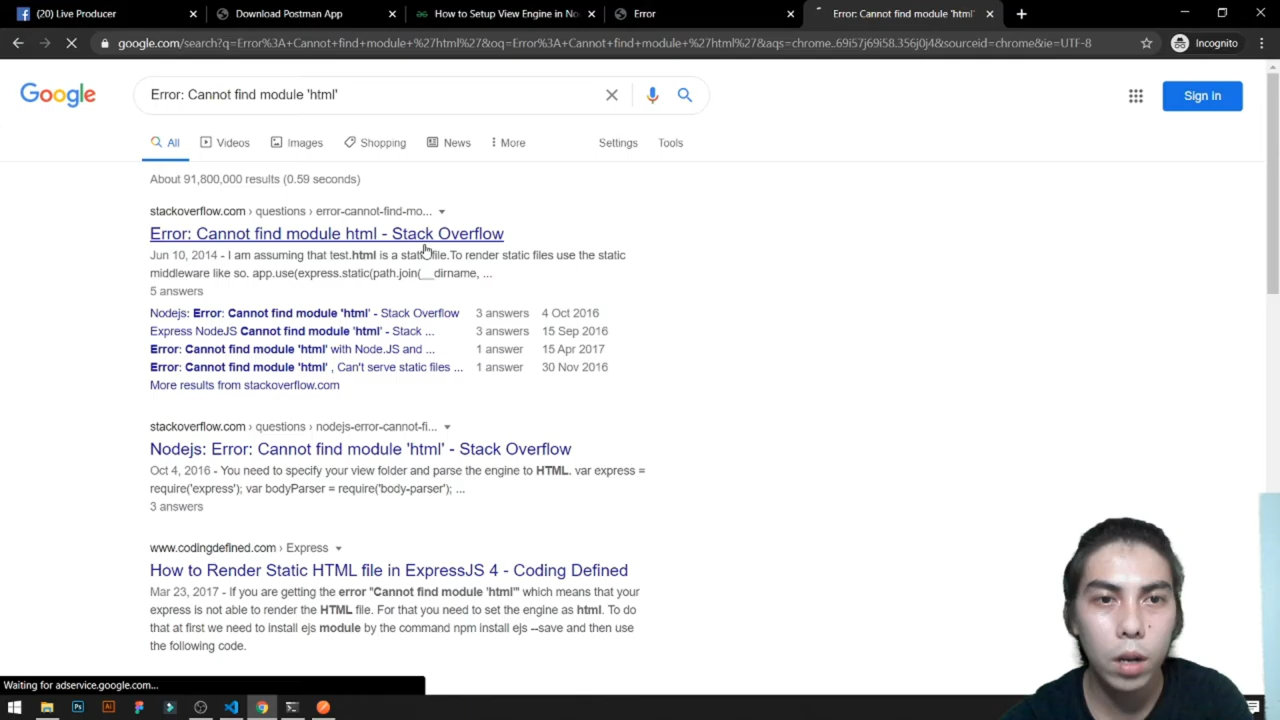 (20) Live Producer
Download Postman App
How to Setup View Engine in No
Error
Error: Cannot find module 'html'
google.com/search?q=Error%3A+Cannot+find+module+%27html%27&oq=Error%3A+Cannot+find+module+%27html%27&aqs=chrome..69i57j69i58.356j0j4&sourceid=chrome&ie=UTF-8
Incognito
Google
Error: Cannot find module 'html'
Sign in
All
Videos
Images
Shopping
News
More
Settings
Tools
About 91,800,000 results (0.59 seconds)
stackoverflow.com › questions › error-cannot-find-mo...
Error: Cannot find module html - Stack Overflow
Jun 10, 2014 - I am assuming that test.html is a static file.To render static files use the static
middleware like so. app.use(express.static(path.join(__dirname, ...
5 answers
Nodejs: Error: Cannot find module 'html' - Stack Overflow 3 answers 4 Oct 2016
Express NodeJS Cannot find module 'html' - Stack ... 3 answers 15 Sep 2016
Error: Cannot find module 'html' with Node.JS and ... 1 answer 15 Apr 2017
Error: Cannot find module 'html' , Can't serve static files ... 1 answer 30 Nov 2016
More results from stackoverflow.com
stackoverflow.com › questions › nodejs-error-cannot-fi...
Nodejs: Error: Cannot find module 'html' - Stack Overflow
Oct 4, 2016 - You need to specify your view folder and parse the engine to HTML. var express =
require('express'); var bodyParser = require('body-parser'); ...
3 answers
www.codingdefined.com › Express
How to Render Static HTML file in ExpressJS 4 - Coding Defined
Mar 23, 2017 - If you are getting the error "Cannot find module 'html'" which means that your
express is not able to render the HTML file. For that you need to set the engine as html. To do
that at first we need to install ejs module by the command npm install ejs --save and then use
the following code.
Waiting for adservice.google.com...
Ps
Ai